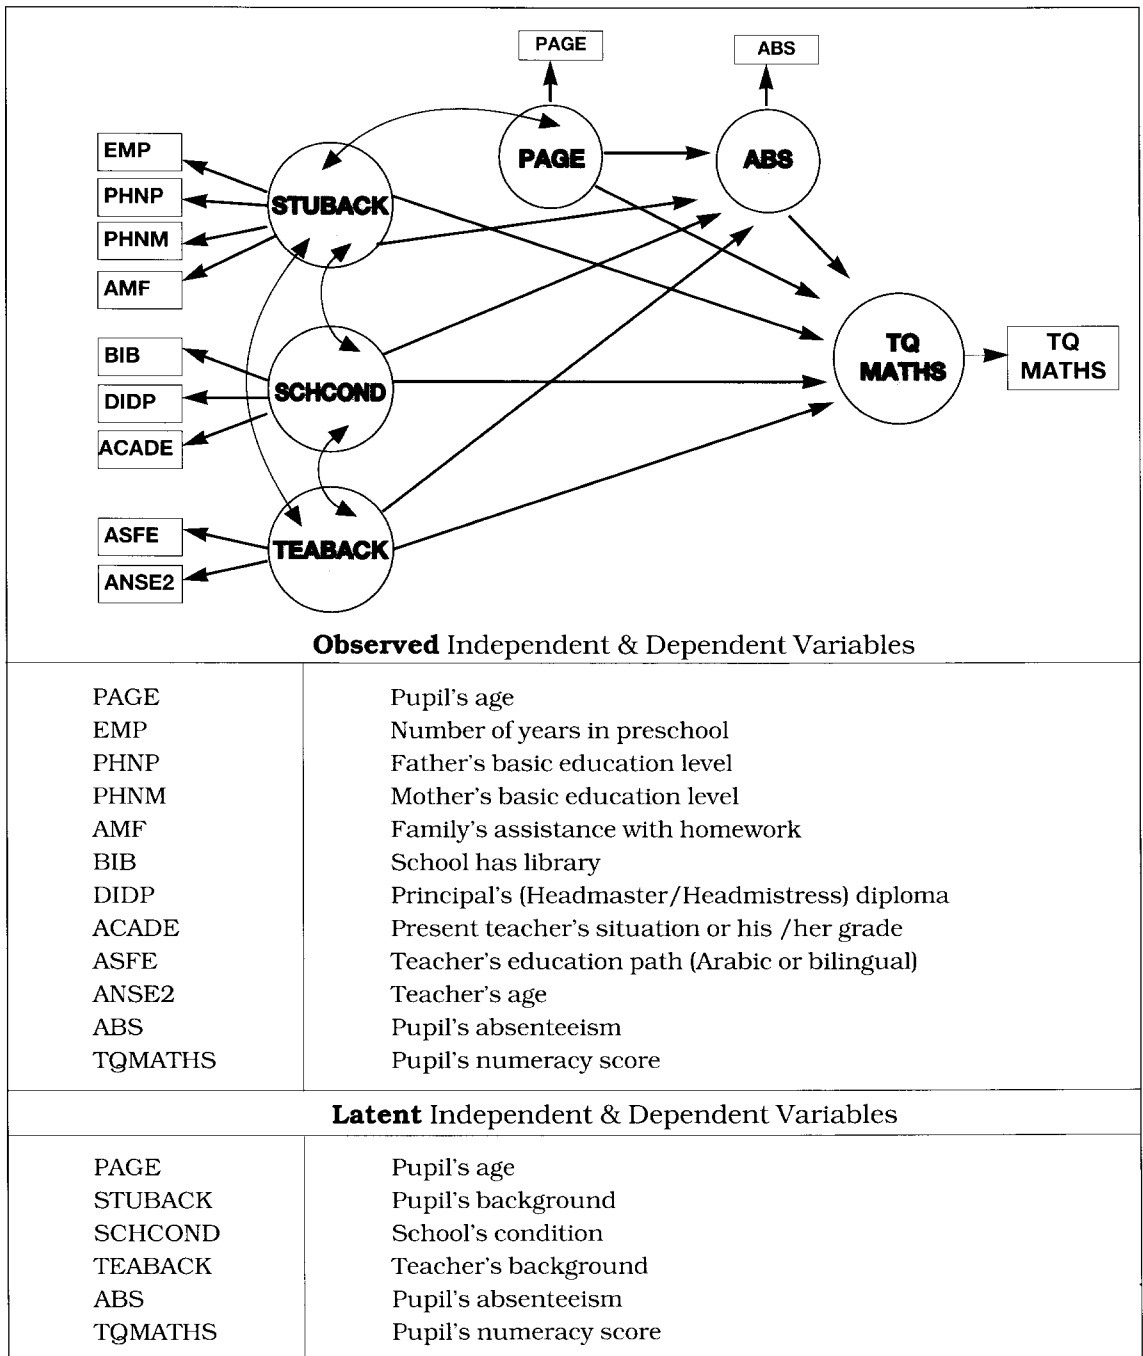 PAGE
ABS
EMP
PHNP
PHNM
AMF
STUBACK
PAGE
ABS
BIB
DIDP
ACADE
SCHCOND
TQ
MATHS
TQ
MATHS
ASFE
ANSE2
TEABACK
Observed Independent & Dependent Variables
PAGE Pupil's age
EMP Number of years in preschool
PHNP Father's basic education level
PHNM Mother's basic education level
AMF Family's assistance with homework
BIB School has library
DIDP Principal's (Headmaster/Headmistress) diploma
ACADE Present teacher's situation or his /her grade
ASFE Teacher's education path (Arabic or bilingual)
ANSE2 Teacher's age
ABS Pupil's absenteeism
TQMATHS Pupil's numeracy score
Latent Independent & Dependent Variables
PAGE Pupil's age
STUBACK Pupil's background
SCHCOND School's condition
TEABACK Teacher's background
ABS Pupil's absenteeism
TQMATHS Pupil's numeracy score